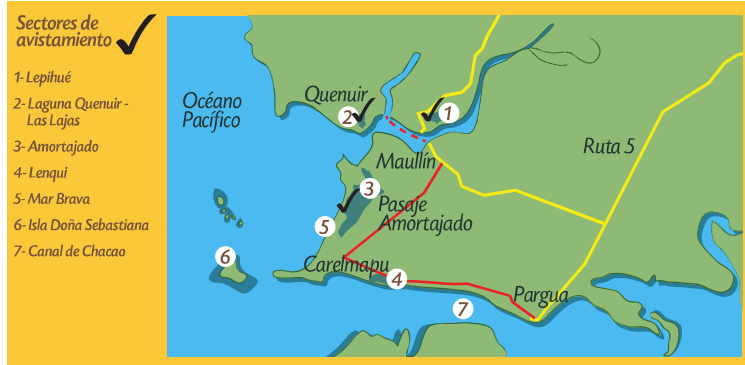 Sectores de
avistamiento
1- Lepihué
2- Laguna Quenuir -
Las Lajas
3- Amortajado
4- Lenqui
5- Mar Brava
6- Isla Doña Sebastiana
7- Canal de Chacao
Océano
Pacífico
Quenuir
2
1
Ruta 5
Maullín
3
Pasaje
Amortajado
5
6
Carelmapu
4
Pargua
7